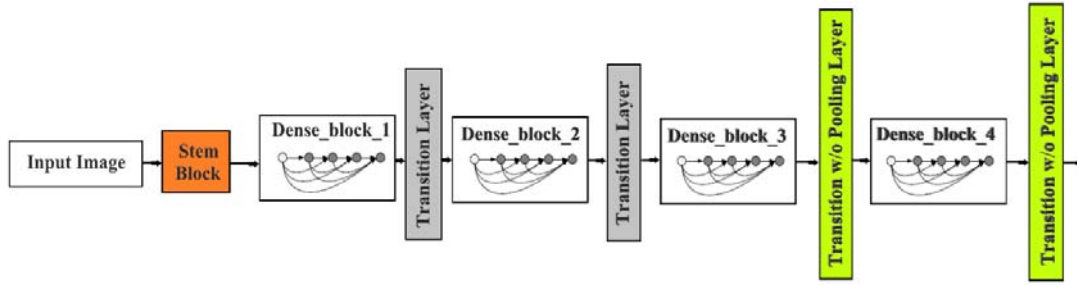 Input Image
Stem
Block
Dense_block_1
Transition Layer
Dense_block_2
Transition Layer
Dense_block_3
Transition w/o Pooling Layer
Dense_block_4
Transition w/o Pooling Layer